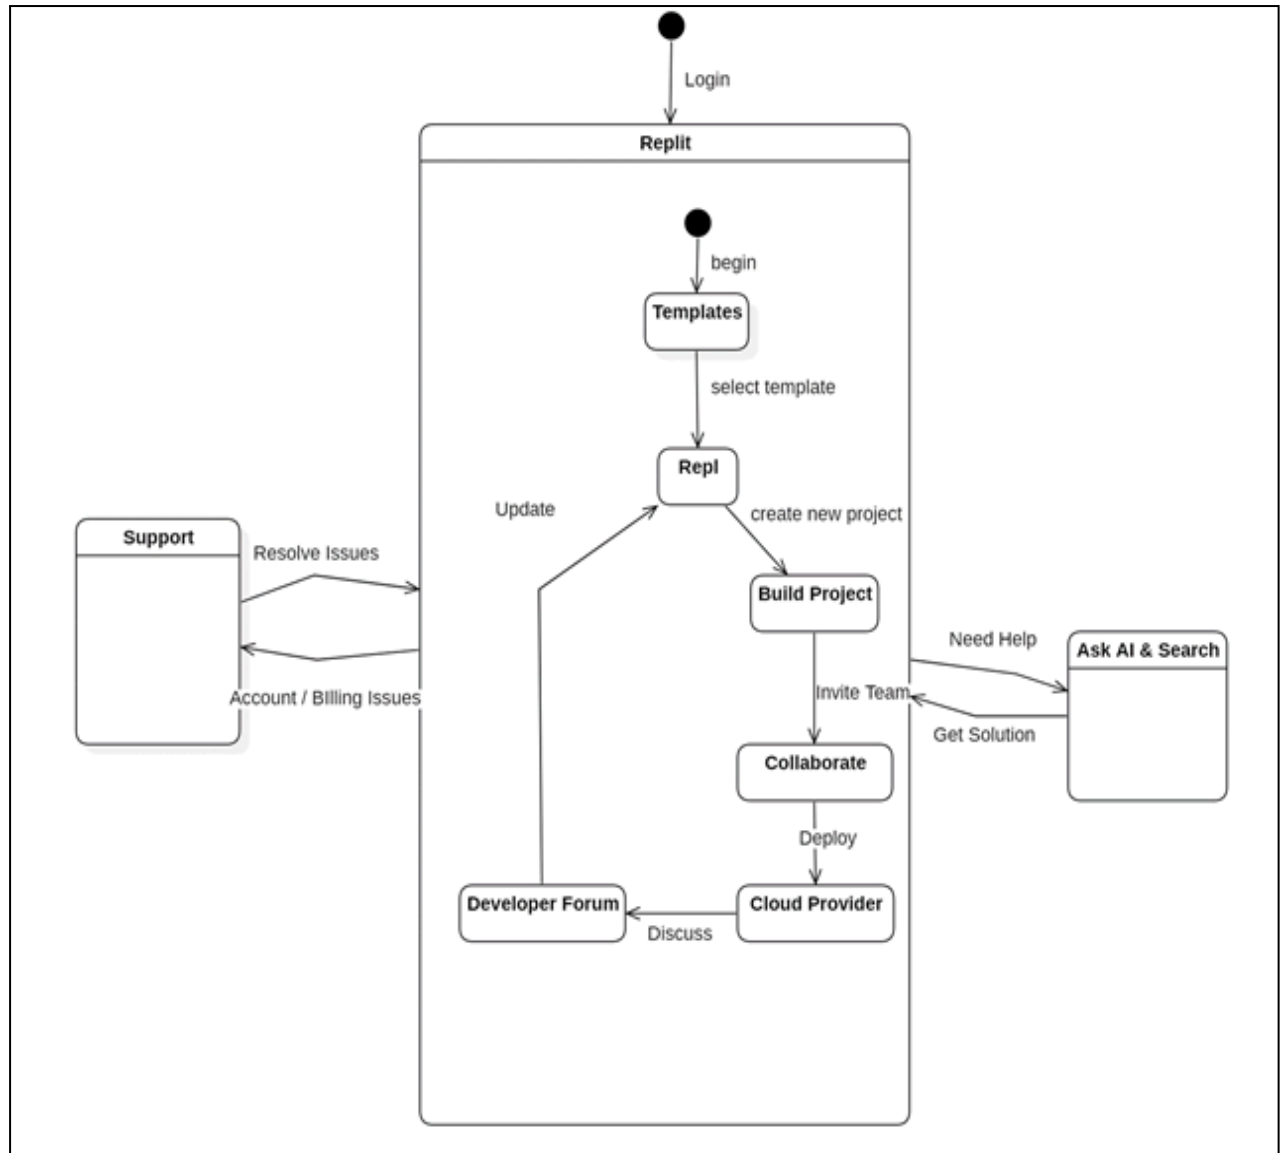 Login
Replit
begin
Templates
select template
Repl
Update
create new project
Support
Resolve Issues
Build Project
Need Help
Ask AI & Search
Account / BIlling Issues
Invite Team
Get Solution
Collaborate
Deploy
Developer Forum
Cloud Provider
Discuss